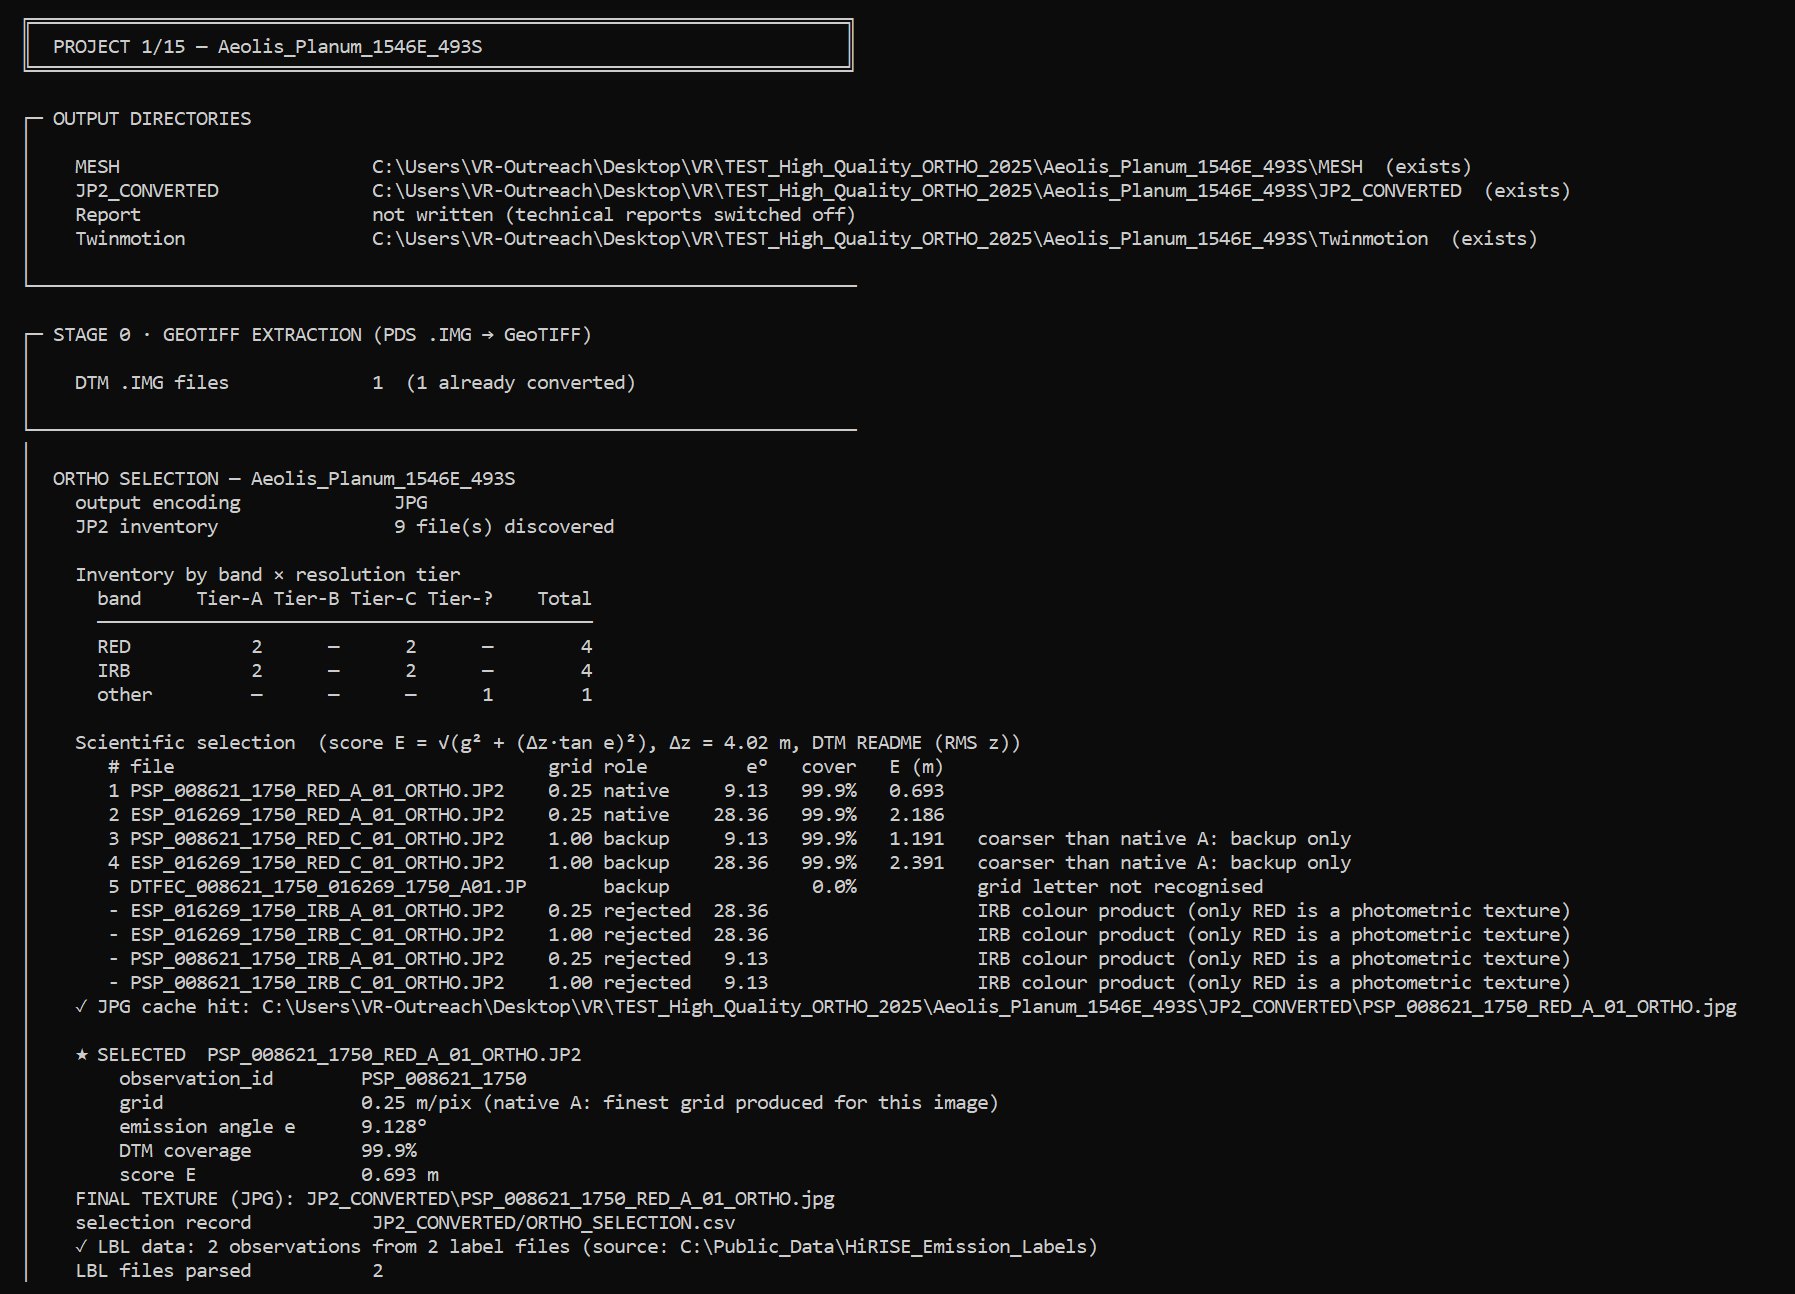 PROJECT 1/15 — Aeolis_Planum_1546E_493S
OUTPUT DIRECTORIES
MESH C:\Users\VR-Outreach\Desktop\VR\TEST_High_Quality_ORTHO_2025\Aeolis_Planum_1546E_493S\MESH (exists)
JP2_CONVERTED C:\Users\VR-Outreach\Desktop\VR\TEST_High_Quality_ORTHO_2025\Aeolis_Planum_1546E_493S\JP2_CONVERTED (exists)
Report not written (technical reports switched off)
Twinmotion C:\Users\VR-Outreach\Desktop\VR\TEST_High_Quality_ORTHO_2025\Aeolis_Planum_1546E_493S\Twinmotion (exists)
STAGE 0 · GEOTIFF EXTRACTION (PDS .IMG → GeoTIFF)
DTM .IMG files 1 (1 already converted)
ORTHO SELECTION — Aeolis_Planum_1546E_493S
output encoding JPG
JP2 inventory 9 file(s) discovered
Inventory by band × resolution tier
band Tier-A Tier-B Tier-C Tier-? Total
RED 2 — 2 — 4
IRB 2 — 2 — 4
other — — — 1 1
Scientific selection (score E = √(g² + (Δz·tan e)²), Δz = 4.02 m, DTM README (RMS z))
# file grid role e° cover E (m)
1 PSP_008621_1750_RED_A_01_ORTHO.JP2 0.25 native 9.13 99.9% 0.693
2 ESP_016269_1750_RED_A_01_ORTHO.JP2 0.25 native 28.36 99.9% 2.186
3 PSP_008621_1750_RED_C_01_ORTHO.JP2 1.00 backup 9.13 99.9% 1.191 coarser than native A: backup only
4 ESP_016269_1750_RED_C_01_ORTHO.JP2 1.00 backup 28.36 99.9% 2.391 coarser than native A: backup only
5 DTFEC_008621_1750_016269_1750_A01.JP backup 0.0% grid letter not recognised
- ESP_016269_1750_IRB_A_01_ORTHO.JP2 0.25 rejected 28.36 IRB colour product (only RED is a photometric texture)
- ESP_016269_1750_IRB_C_01_ORTHO.JP2 1.00 rejected 28.36 IRB colour product (only RED is a photometric texture)
- PSP_008621_1750_IRB_A_01_ORTHO.JP2 0.25 rejected 9.13 IRB colour product (only RED is a photometric texture)
- PSP_008621_1750_IRB_C_01_ORTHO.JP2 1.00 rejected 9.13 IRB colour product (only RED is a photometric texture)
✓ JPG cache hit: C:\Users\VR-Outreach\Desktop\VR\TEST_High_Quality_ORTHO_2025\Aeolis_Planum_1546E_493S\JP2_CONVERTED\PSP_008621_1750_RED_A_01_ORTHO.jpg
★ SELECTED PSP_008621_1750_RED_A_01_ORTHO.JP2
observation_id PSP_008621_1750
grid 0.25 m/pix (native A: finest grid produced for this image)
emission angle e 9.128°
DTM coverage 99.9%
score E 0.693 m
FINAL TEXTURE (JPG): JP2_CONVERTED\PSP_008621_1750_RED_A_01_ORTHO.jpg
selection record JP2_CONVERTED/ORTHO_SELECTION.csv
✓ LBL data: 2 observations from 2 label files (source: C:\Public_Data\HiRISE_Emission_Labels)
LBL files parsed 2